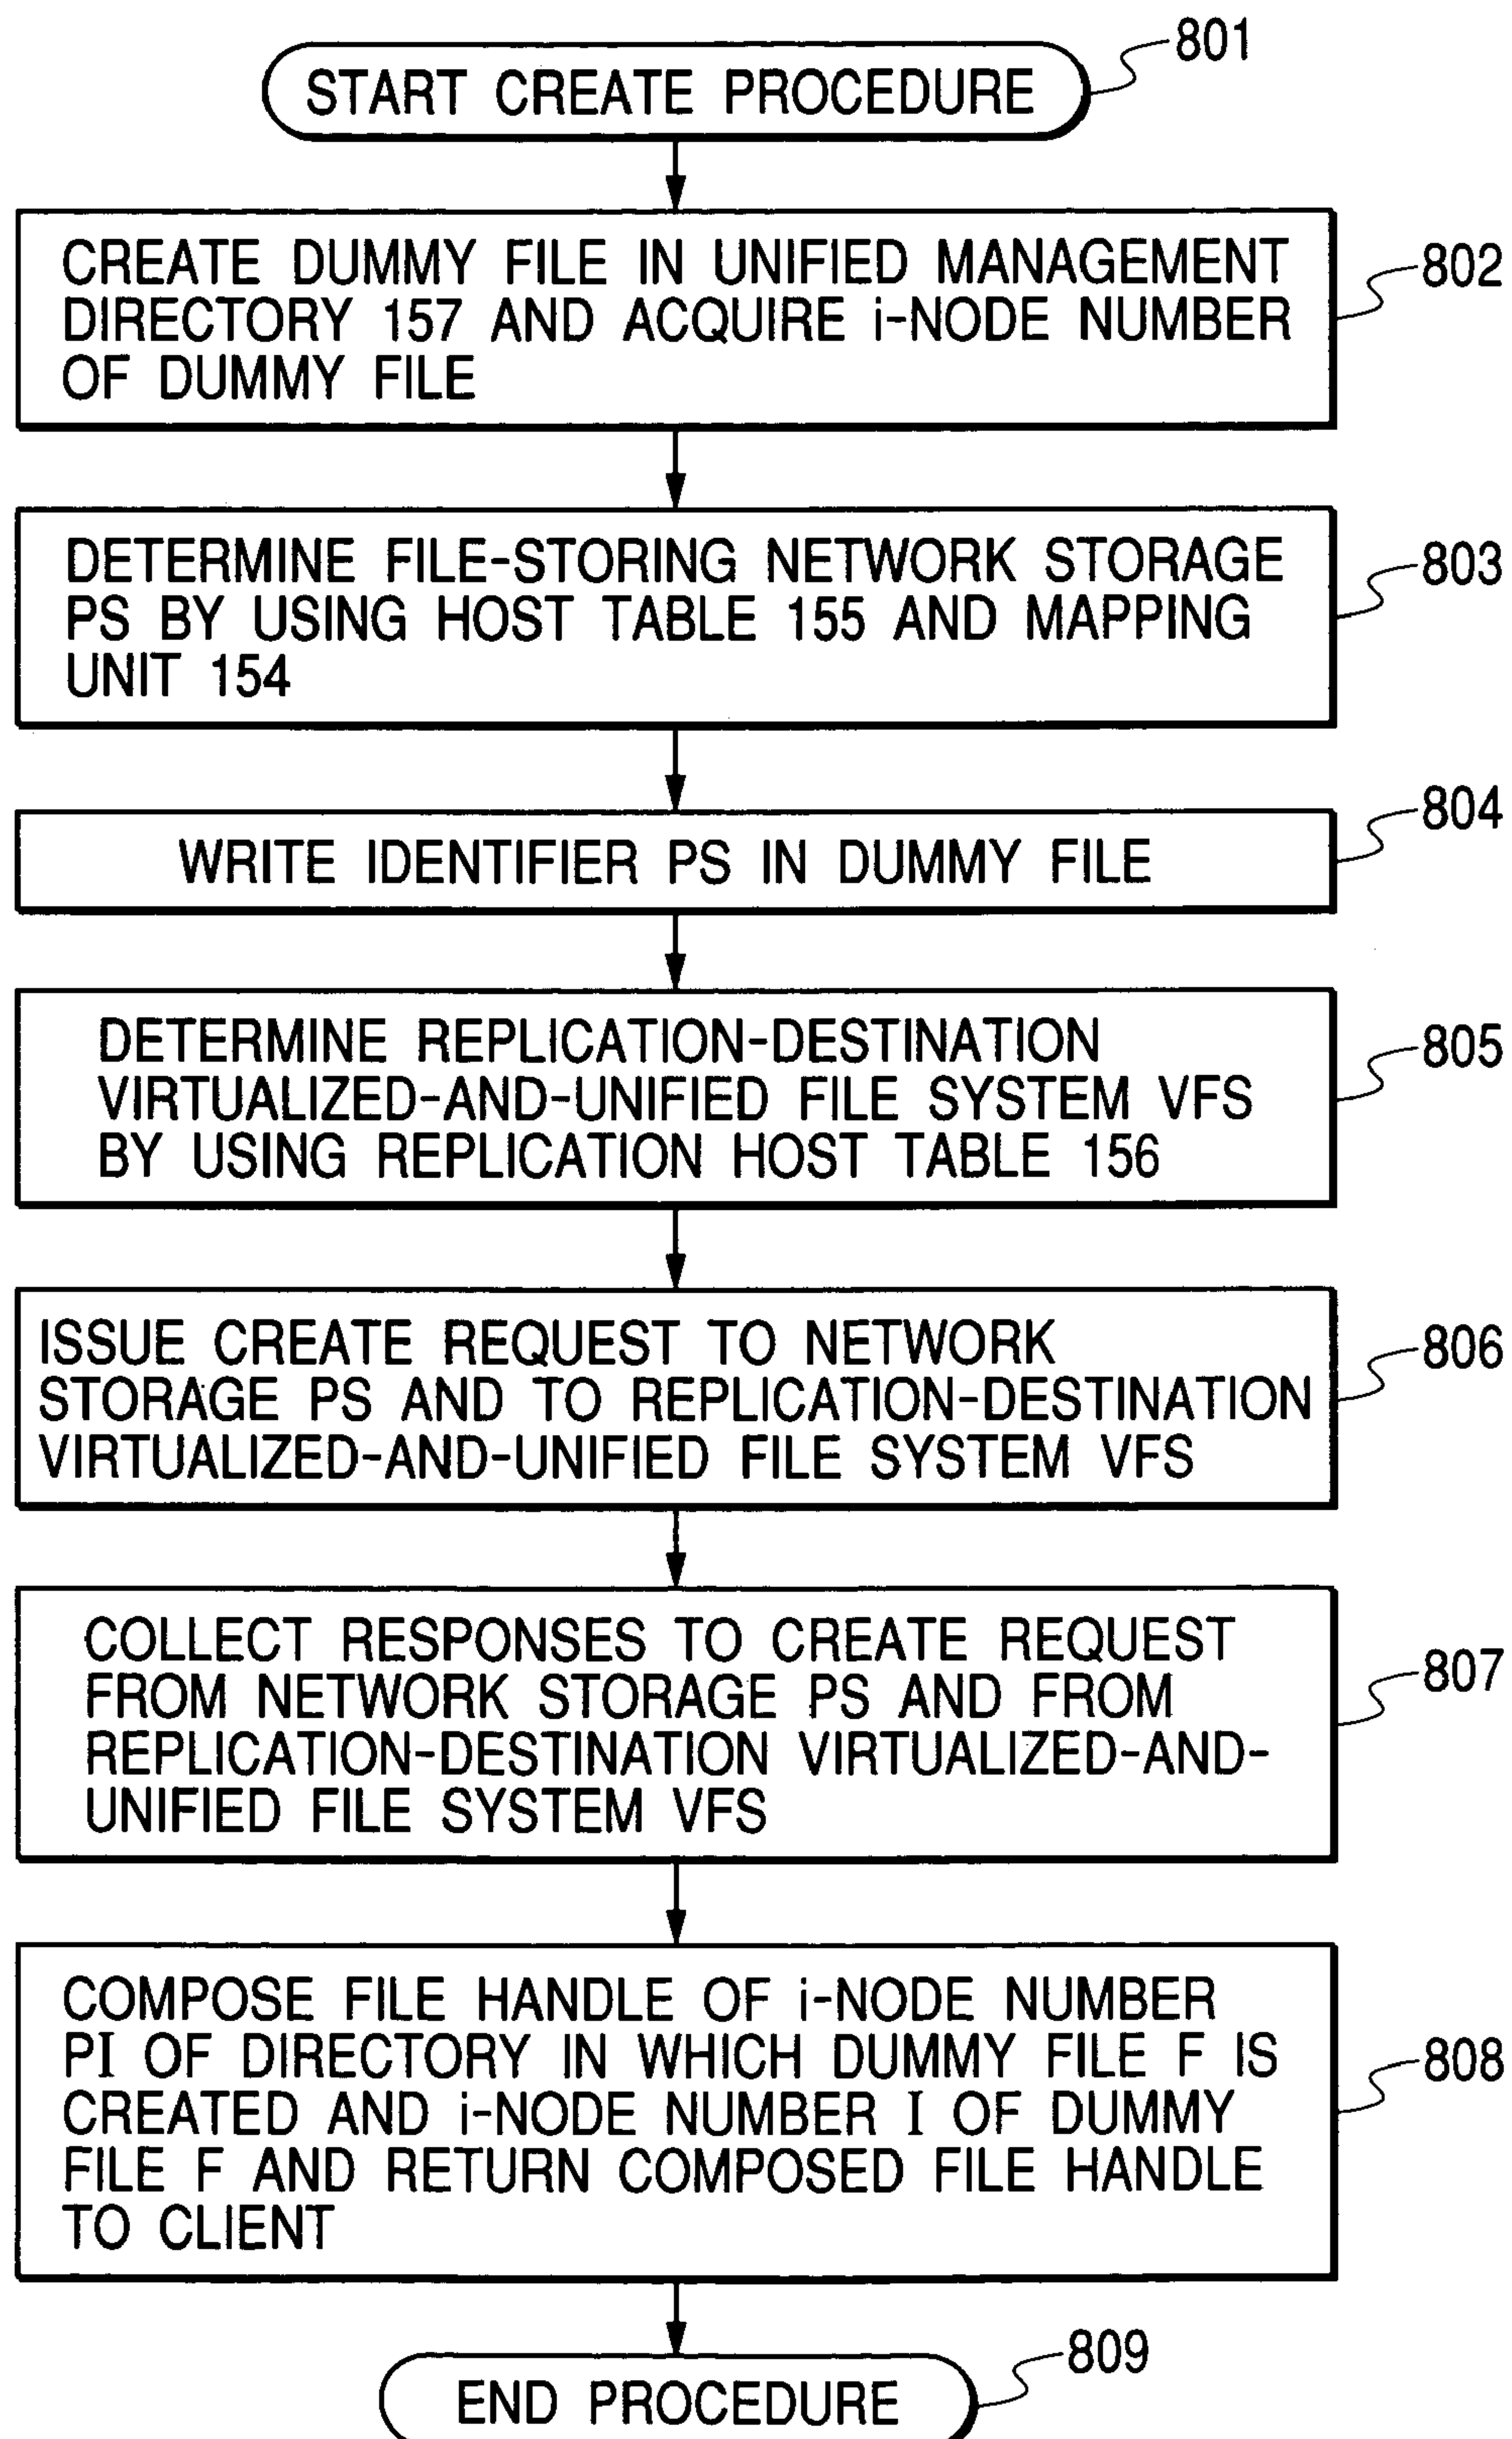 801
START CREATE PROCEDURE
802
CREATE DUMMY FILE IN UNIFIED MANAGEMENT
DIRECTORY 157 AND ACQUIRE i-NODE NUMBER
OF DUMMY FILE
803
DETERMINE FILE-STORING NETWORK STORAGE
PS BY USING HOST TABLE 155 AND MAPPING
UNIT 154
804
WRITE IDENTIFIER PS IN DUMMY FILE
805
DETERMINE REPLICATION-DESTINATION
VIRTUALIZED-AND-UNIFIED FILE SYSTEM VFS
BY USING REPLICATION HOST TABLE 156
806
ISSUE CREATE REQUEST TO NETWORK
STORAGE PS AND TO REPLICATION-DESTINATION
VIRTUALIZED-AND-UNIFIED FILE SYSTEM VFS
807
COLLECT RESPONSES TO CREATE REQUEST
FROM NETWORK STORAGE PS AND FROM
REPLICATION-DESTINATION VIRTUALIZED-AND-
UNIFIED FILE SYSTEM VFS
808
COMPOSE FILE HANDLE OF i-NODE NUMBER
PI OF DIRECTORY IN WHICH DUMMY FILE F IS
CREATED AND i-NODE NUMBER I OF DUMMY
FILE F AND RETURN COMPOSED FILE HANDLE
TO CLIENT
809
END PROCEDURE